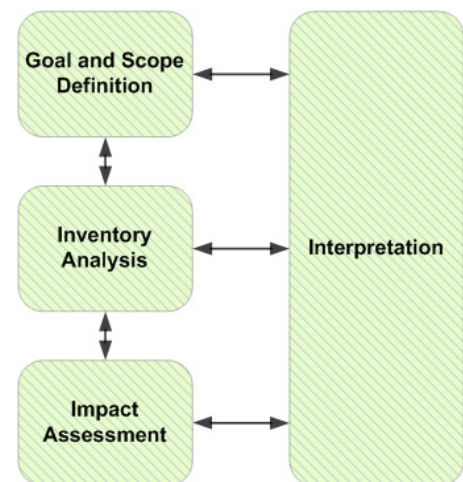 Goal and Scope
Definition
Inventory
Analysis
Interpretation
Impact
Assessment